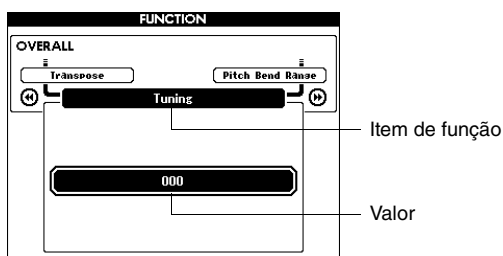 FUNCTION
OVERALL
Transpose Pitch Bend Range
Tuning
Item de função
000
Valor